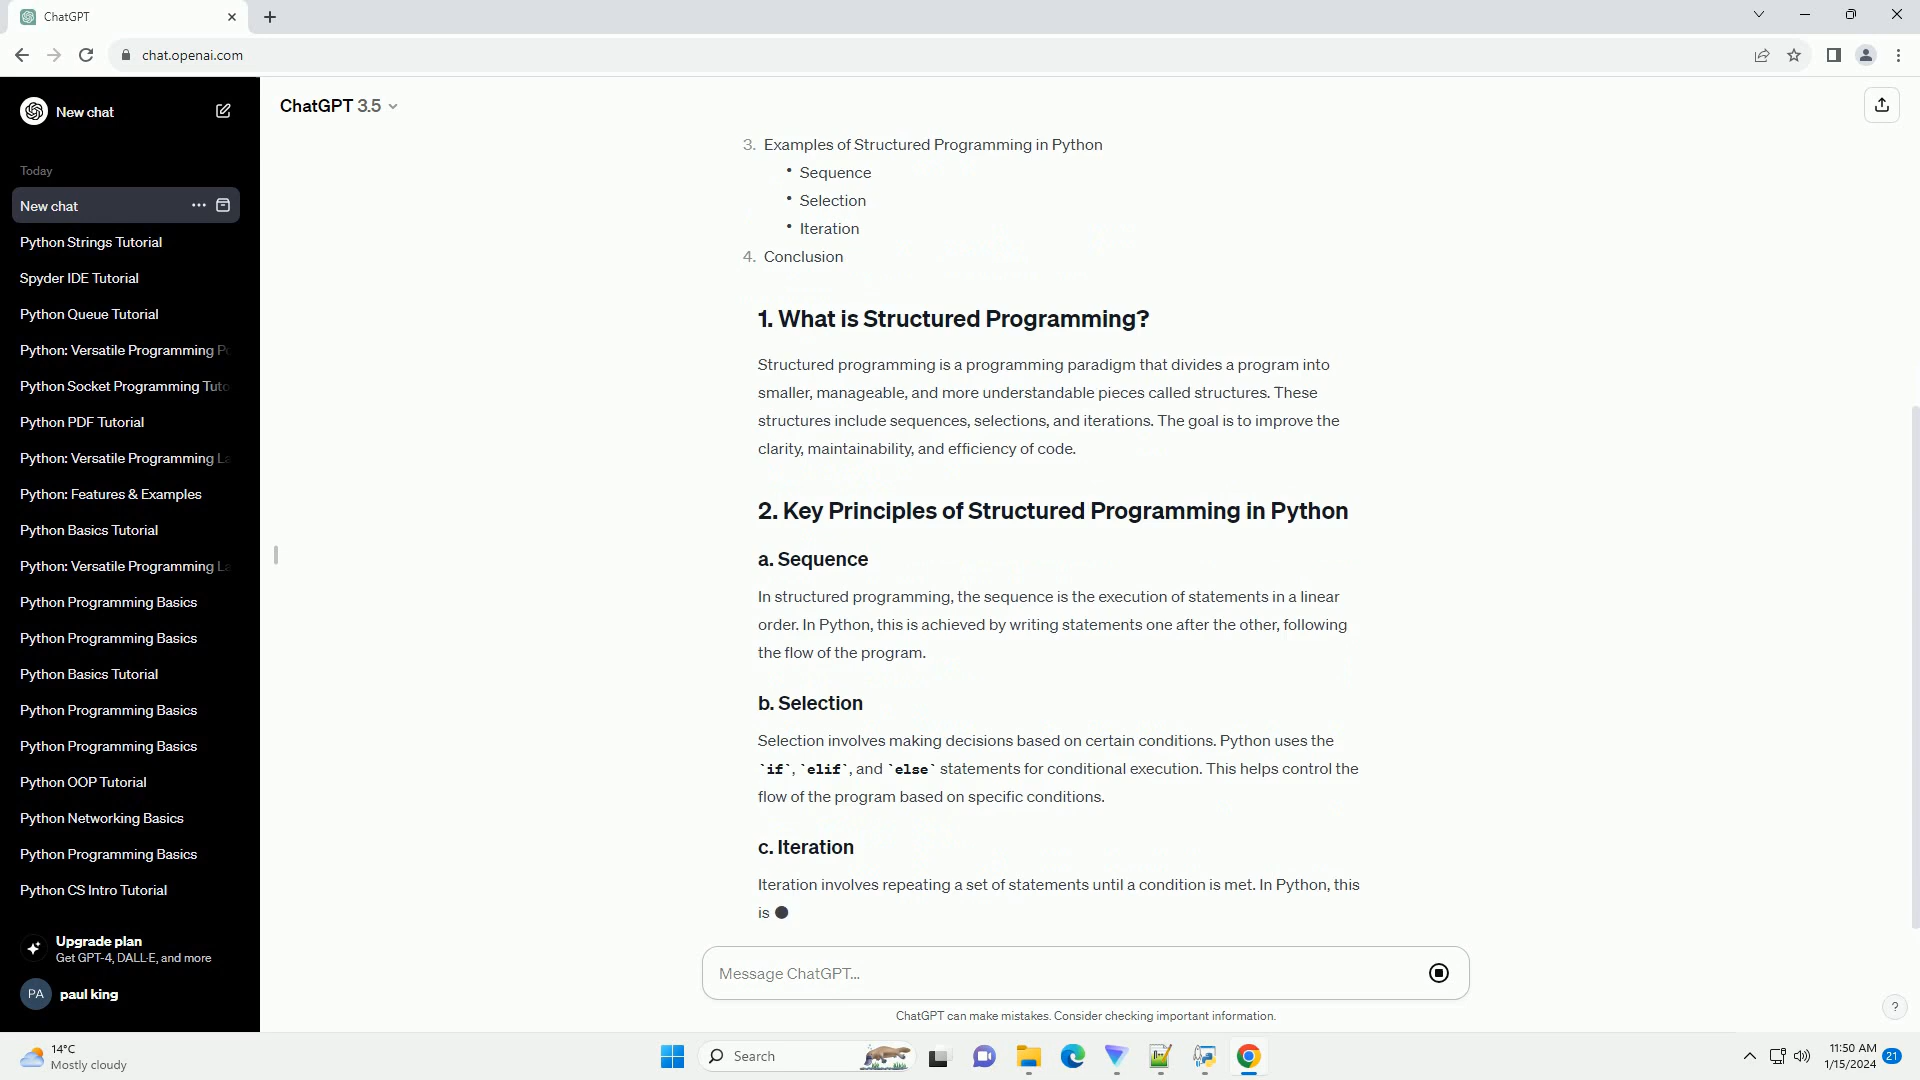 ChatGPT
chat.openai.com
New chat
ChatGPT 3.5
Today
New chat
Python Strings Tutorial
Spyder IDE Tutorial
Python Queue Tutorial
Python: Versatile Programming
Python Socket Programming Tuto
Python PDF Tutorial
Python: Versatile Programming La
Python: Features & Examples
Python Basics Tutorial
Python: Versatile Programming La
Python Programming Basics
Python Programming Basics
Python Basics Tutorial
Python Programming Basics
Python Programming Basics
Python OOP Tutorial
Python Networking Basics
Python Programming Basics
Python CS Intro Tutorial
Upgrade plan
Get GPT-4, DALL·E, and more
PA paul king
3. Examples of Structured Programming in Python
• Sequence
• Selection
• Iteration
4. Conclusion
1. What is Structured Programming?
Structured programming is a programming paradigm that divides a program into
smaller, manageable, and more understandable pieces called structures. These
structures include sequences, selections, and iterations. The goal is to improve the
clarity, maintainability, and efficiency of code.
2. Key Principles of Structured Programming in Python
a. Sequence
In structured programming, the sequence is the execution of statements in a linear
order. In Python, this is achieved by writing statements one after the other, following
the flow of the program.
b. Selection
Selection involves making decisions based on certain conditions. Python uses the
`if`, `elif`, and `else` statements for conditional execution. This helps control the
flow of the program based on specific conditions.
c. Iteration
Iteration involves repeating a set of statements until a condition is met. In Python, this
is
Message ChatGPT...
ChatGPT can make mistakes. Consider checking important information.
?
14°C
Mostly cloudy
Search
11:50 AM
1/15/2024
21